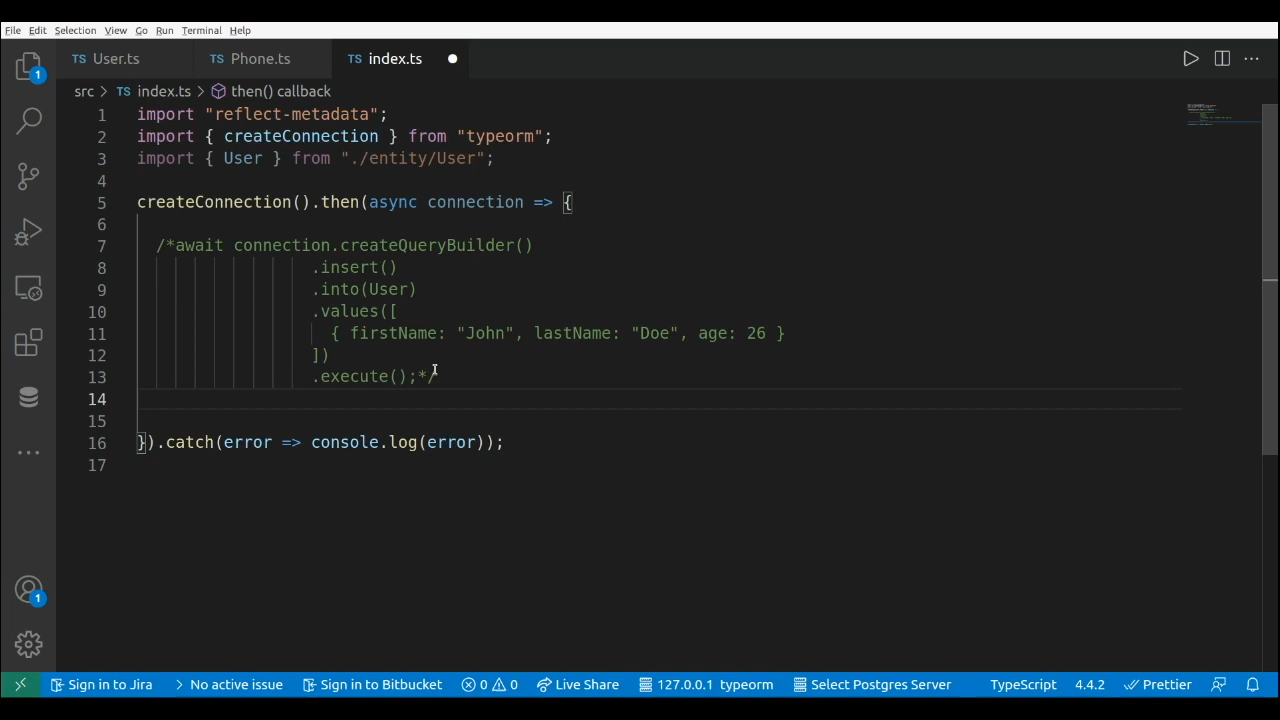 File Edit Selection View Go Run Terminal Help
TS User.ts TS Phone.ts TS index.ts
src > TS index.ts > then() callback
1 import "reflect-metadata";
2 import { createConnection } from "typeorm";
3 import { User } from "./entity/User";
4
5 createConnection().then(async connection => {
6
7 /*await connection.createQueryBuilder()
8 .insert()
9 .into(User)
10 .values([
11 { firstName: "John", lastName: "Doe", age: 26 }
12 ])
13 .execute();*/
14
15
16 }).catch(error => console.log(error));
17
1
1
Sign in to Jira > No active issue Sign in to Bitbucket 0 0 Live Share 127.0.0.1 typeorm Select Postgres Server TypeScript 4.4.2 Prettier